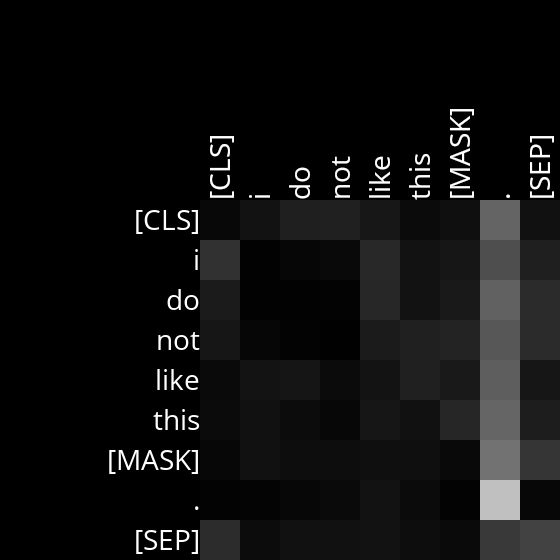 [CLS] i do not like this [MASK] . [SEP]
[CLS]
i
do
not
like
this
[MASK]
.
[SEP]